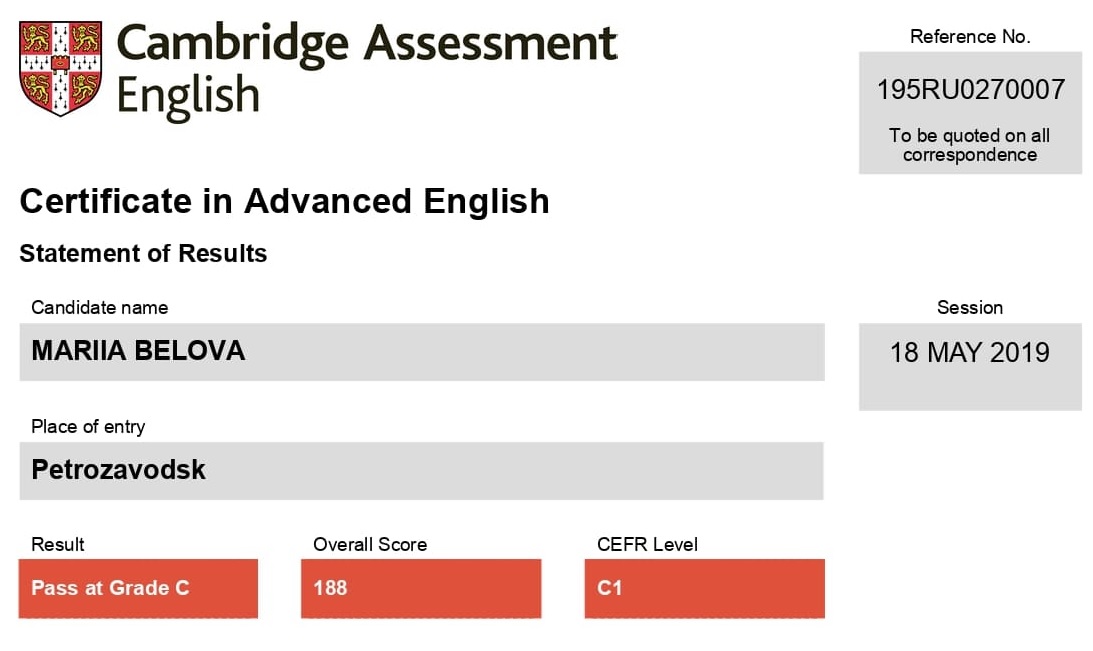 Cambridge Assessment
English
Reference No.
195RU0270007
To be quoted on all
correspondence
Certificate in Advanced English
Statement of Results
Candidate name
MARIIA BELOVA
Session
18 MAY 2019
Place of entry
Petrozavodsk
Result
Overall Score
CEFR Level
Pass at Grade C
188
C1